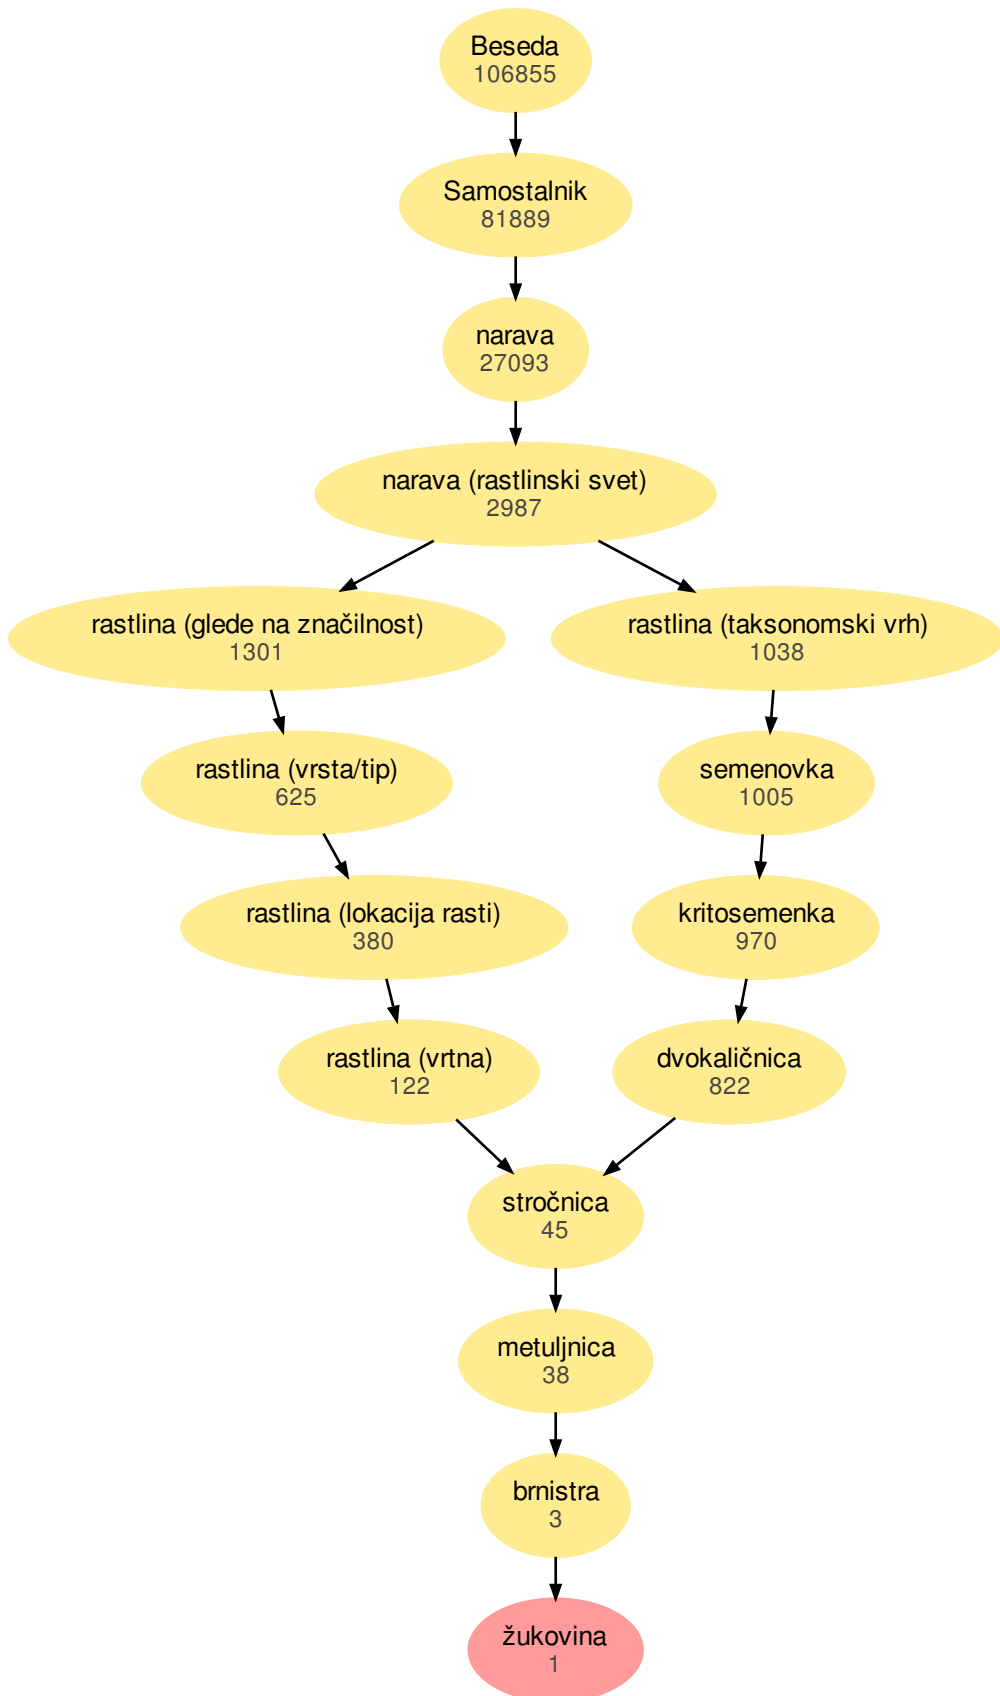 Beseda
106855
Samostalnik
81889
narava
27093
narava (rastlinski svet)
2987
rastlina (glede na značilnost)
1301
rastlina (taksonomski vrh)
1038
rastlina (vrsta/tip)
625
semenovka
1005
rastlina (lokacija rasti)
380
kritosemenka
970
rastlina (vrtna)
122
dvokaličnica
822
stročnica
45
metuljnica
38
brnistra
3
žukovina
1